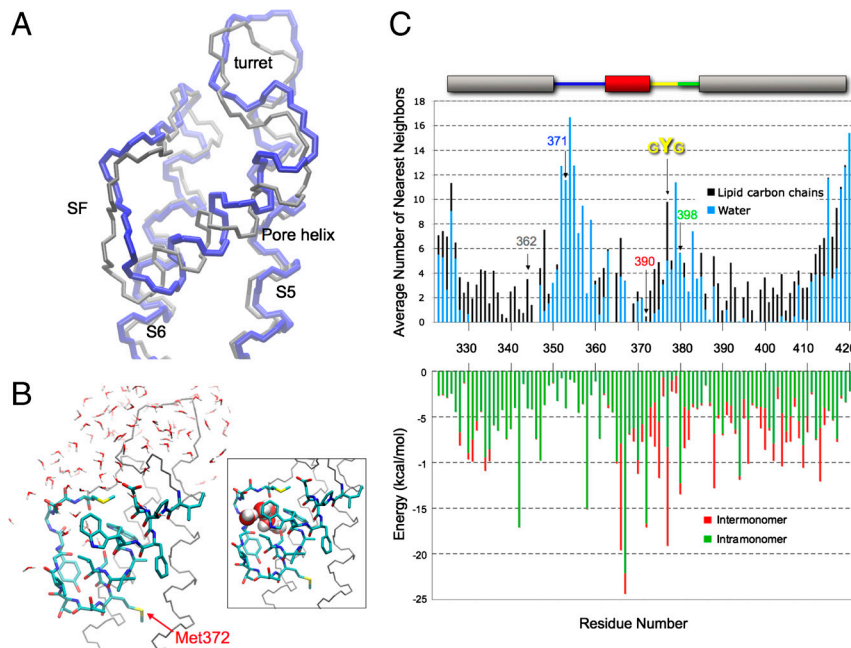 A
turret
SF
Pore helix
S5
S6
B
Met372
C
Average Number of Nearest Neighbors
18
16
14
12
10
8
6
4
2
0
371
GYG
Lipid carbon chains
Water
398
362
390
330
340
350
360
370
380
390
400
410
420
Energy (kcal/mol)
0
-5
-1
-5
-20
-25
Intermonomer
Intramonomer
Residue Number